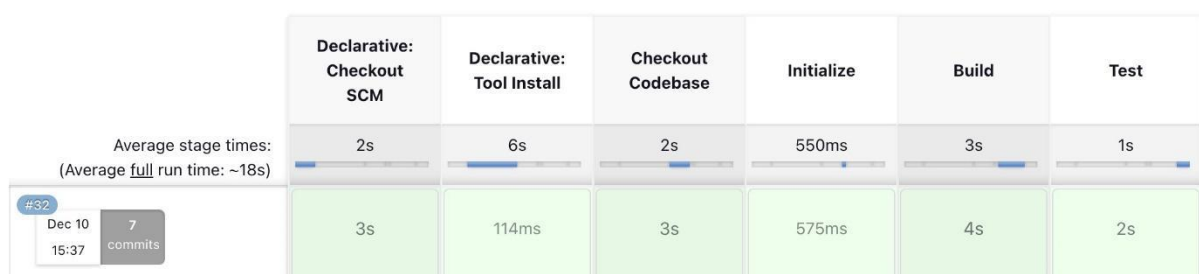 Declarative:
Checkout
SCM
Declarative:
Tool Install
Checkout
Codebase
Initialize
Build
Test
Average stage times:
2s
6s
2s
550ms
3s
1s
(Average full run time: ~18s)
#32
Dec 10
15:37
7
commits
3s
114ms
3s
575ms
4s
2s